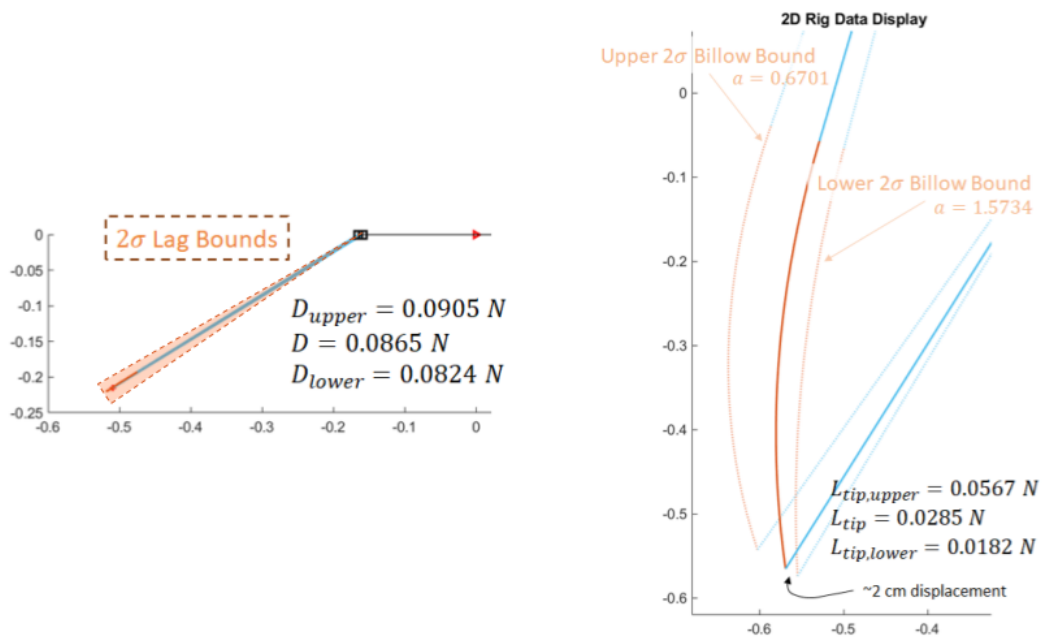 2σ Lag Bounds
D_upper = 0.0905 N
D = 0.0865 N
D_lower = 0.0824 N
0
-0.05
-0.1
-0.15
-0.2
-0.25
-0.6 -0.5 -0.4 -0.3 -0.2 -0.1 0
2D Rig Data Display
Upper 2σ Billow Bound
a = 0.6701
Lower 2σ Billow Bound
a = 1.5734
L_tip,upper = 0.0567 N
L_tip = 0.0285 N
L_tip,lower = 0.0182 N
~2 cm displacement
0
-0.1
-0.2
-0.3
-0.4
-0.5
-0.6
-0.6 -0.5 -0.4